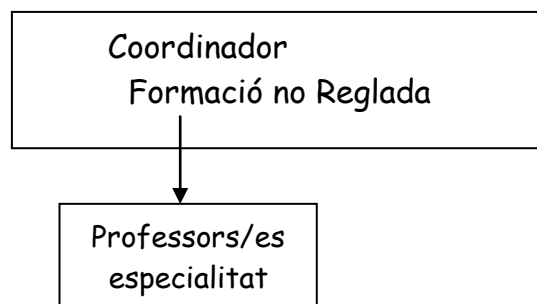 Coordinador
Formació no Reglada
Professors/es
especialitat